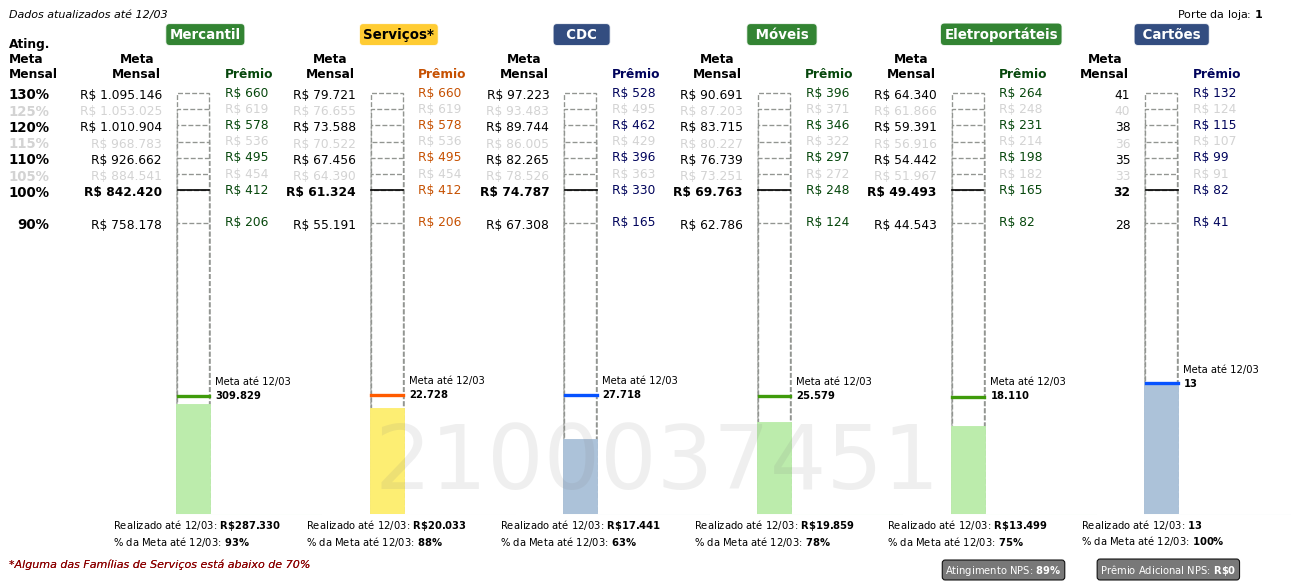 Dados atualizados até 12/03 Porte da loja: 1
Mercantil Serviços* CDC Móveis Eletroportáteis Cartões
Ating.
Meta Meta Meta Meta Meta Meta Meta
Mensal Mensal Prêmio Mensal Prêmio Mensal Prêmio Mensal Prêmio Mensal Prêmio Mensal Prêmio
130% R$ 1.095.146 R$ 660 R$ 79.721 R$ 660 R$ 97.223 R$ 528 R$ 90.691 R$ 396 R$ 64.340 R$ 264 41 R$ 132
125% R$ 1.053.025 R$ 619 R$ 76.655 R$ 619 R$ 93.483 R$ 495 R$ 87.203 R$ 371 R$ 61.866 R$ 248 40 R$ 124
120% R$ 1.010.904 R$ 578 R$ 73.588 R$ 578 R$ 89.744 R$ 462 R$ 83.715 R$ 346 R$ 59.391 R$ 231 38 R$ 115
115% R$ 968.783 R$ 536 R$ 70.522 R$ 536 R$ 86.005 R$ 429 R$ 80.227 R$ 322 R$ 56.916 R$ 214 36 R$ 107
110% R$ 926.662 R$ 495 R$ 67.456 R$ 495 R$ 82.265 R$ 396 R$ 76.739 R$ 297 R$ 54.442 R$ 198 35 R$ 99
105% R$ 884.541 R$ 454 R$ 64.390 R$ 454 R$ 78.526 R$ 363 R$ 73.251 R$ 272 R$ 51.967 R$ 182 33 R$ 91
100% R$ 842.420 R$ 412 R$ 61.324 R$ 412 R$ 74.787 R$ 330 R$ 69.763 R$ 248 R$ 49.493 R$ 165 32 R$ 82
90% R$ 758.178 R$ 206 R$ 55.191 R$ 206 R$ 67.308 R$ 165 R$ 62.786 R$ 124 R$ 44.543 R$ 82 28 R$ 41
Meta até 12/03 Meta até 12/03 Meta até 12/03 Meta até 12/03 Meta até 12/03 Meta até 12/03
309.829 22.728 27.718 25.579 18.110 13
2100037451
Realizado até 12/03: R$287.330 Realizado até 12/03: R$20.033 Realizado até 12/03: R$17.441 Realizado até 12/03: R$19.859 Realizado até 12/03: R$13.499 Realizado até 12/03: 13
% da Meta até 12/03: 93% % da Meta até 12/03: 88% % da Meta até 12/03: 63% % da Meta até 12/03: 78% % da Meta até 12/03: 75% % da Meta até 12/03: 100%
*Alguma das Famílias de Serviços está abaixo de 70% Atingimento NPS: 89% Prêmio Adicional NPS: R$0